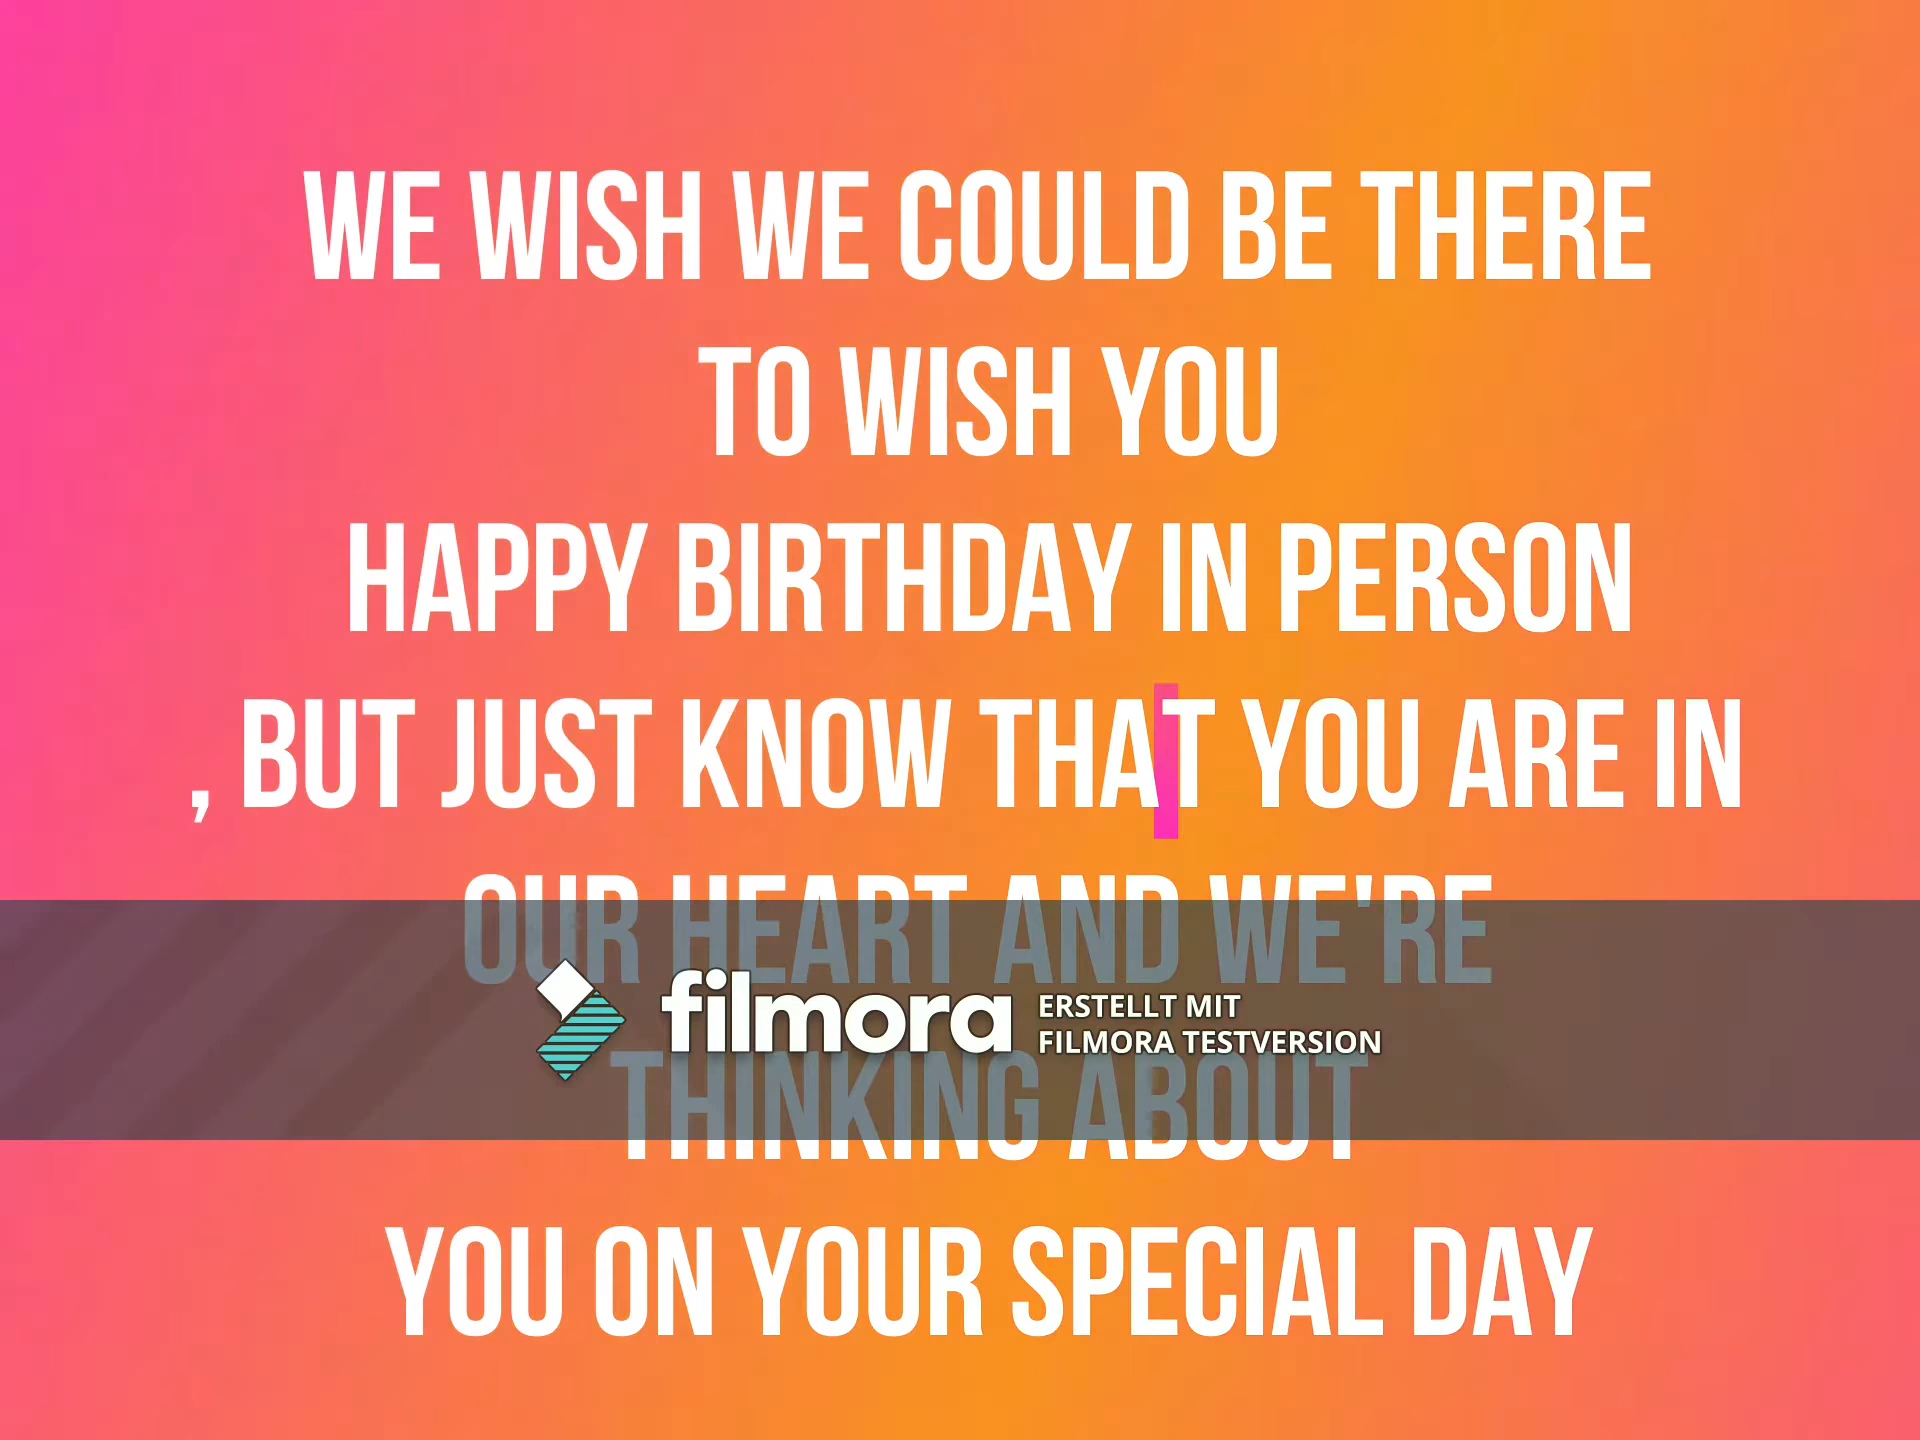 WE WISH WE COULD BE THERE
TO WISH YOU
HAPPY BIRTHDAY IN PERSON
, BUT JUST KNOW THAT YOU ARE IN
OUR HEART AND WE'RE
filmora
ERSTELLT MIT
FILMORA TESTVERSION
THINKING ABOUT
YOU ON YOUR SPECIAL DAY